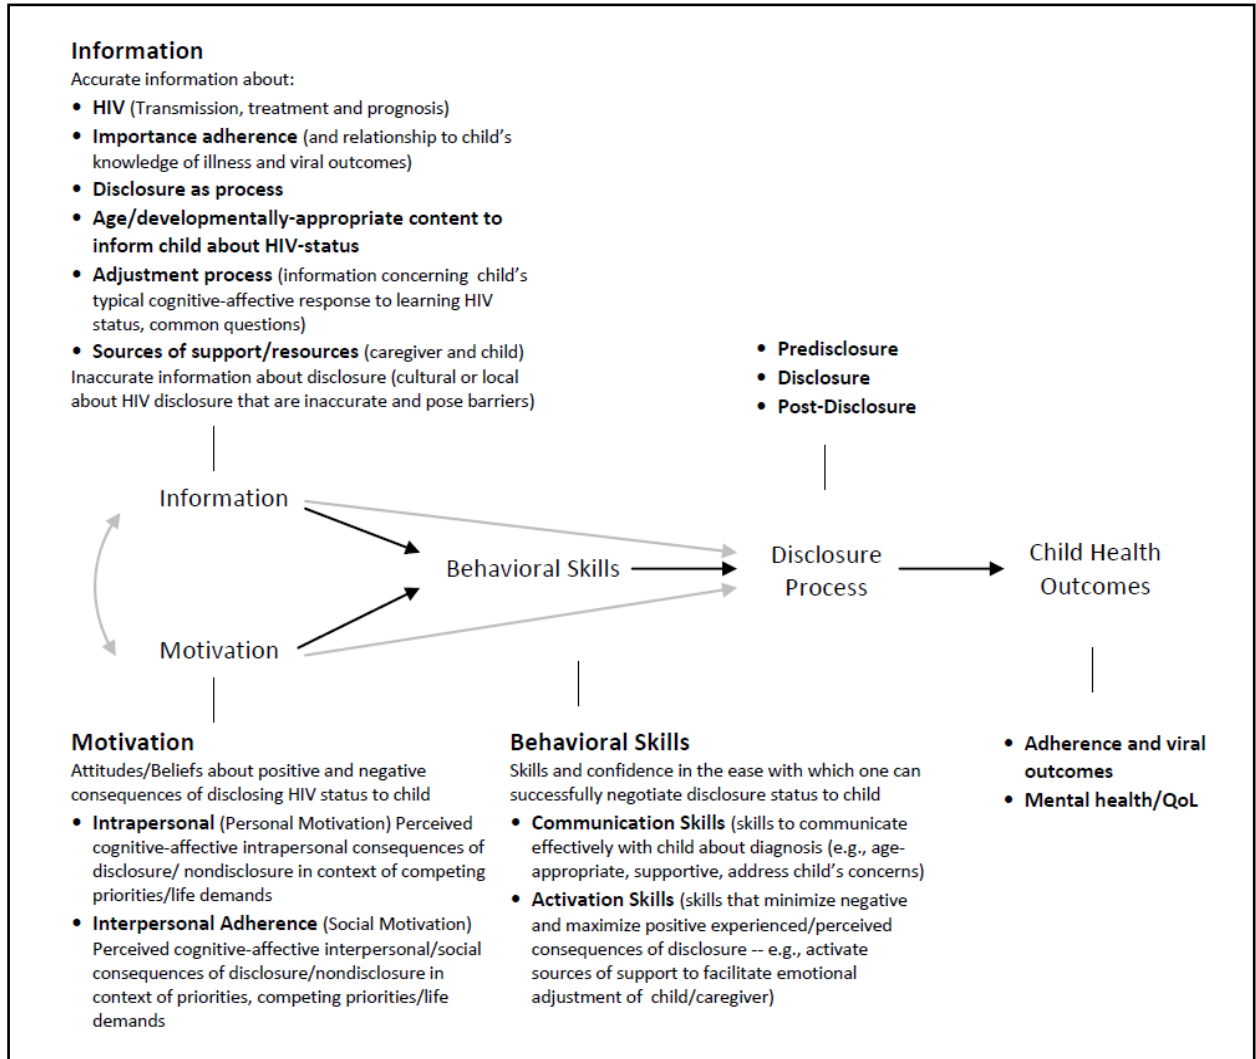 Information
Accurate information about:
• HIV (Transmission, treatment and prognosis)
• Importance adherence (and relationship to child's
knowledge of illness and viral outcomes)
• Disclosure as process
• Age/developmentally-appropriate content to
inform child about HIV-status
• Adjustment process (information concerning child's
typical cognitive-affective response to learning HIV
status, common questions)
• Sources of support/resources (caregiver and child)
Inaccurate information about disclosure (cultural or local
about HIV disclosure that are inaccurate and pose barriers)
• Predisclosure
• Disclosure
• Post-Disclosure
Information
Behavioral Skills
Disclosure
Process
Child Health
Outcomes
Motivation
Motivation
Attitudes/Beliefs about positive and negative
consequences of disclosing HIV status to child
• Intrapersonal (Personal Motivation) Perceived
cognitive-affective intrapersonal consequences of
disclosure/ nondisclosure in context of competing
priorities/life demands
• Interpersonal Adherence (Social Motivation)
Perceived cognitive-affective interpersonal/social
consequences of disclosure/nondisclosure in
context of priorities, competing priorities/life
demands
Behavioral Skills
Skills and confidence in the ease with which one can
successfully negotiate disclosure status to child
• Communication Skills (skills to communicate
effectively with child about diagnosis (e.g., age-
appropriate, supportive, address child's concerns)
• Activation Skills (skills that minimize negative
and maximize positive experienced/perceived
consequences of disclosure -- e.g., activate
sources of support to facilitate emotional
adjustment of child/caregiver)
• Adherence and viral
outcomes
• Mental health/QoL